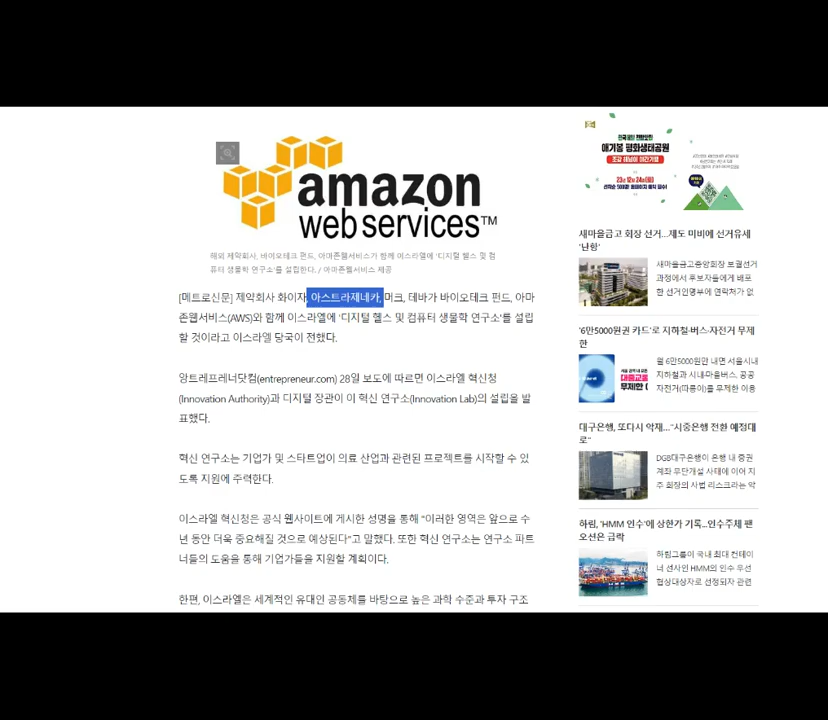 amazon
web services™
해외 제약회사, 바이오테크 펀드, 아마존웹서비스가 함께 이스라엘에 '디지털 헬스 및 컴
퓨터 생물학 연구소'를 설립한다. / 아마존웹서비스 제공
[메트로신문] 제약회사 화이자, 아스트라제네카, 머크, 테바가 바이오테크 펀드, 아마
존웹서비스(AWS)와 함께 이스라엘에 '디지털 헬스 및 컴퓨터 생물학 연구소'를 설립
할 것이라고 이스라엘 당국이 전했다.
앙트레프레너닷컴(entrepreneur.com) 28일 보도에 따르면 이스라엘 혁신청
(Innovation Authority)과 디지털 장관이 이 혁신 연구소(Innovation Lab)의 설립을 발
표했다.
혁신 연구소는 기업가 및 스타트업이 의료 산업과 관련된 프로젝트를 시작할 수 있
도록 지원에 주력한다.
이스라엘 혁신청은 공식 웹사이트에 게시한 성명을 통해 "이러한 영역은 앞으로 수
년 동안 더욱 중요해질 것으로 예상된다"고 말했다. 또한 혁신 연구소는 연구소 파트
너들의 도움을 통해 기업가들을 지원할 계획이다.
한편, 이스라엘은 세계적인 유대인 공동체를 바탕으로 높은 과학 수준과 투자 구조
애기봉 평화생태공원
새마을금고 회장 선거...제도 미비에 선거유세
'난항'
새마을금고중앙회장 보궐선거
과정에서 후보자들에게 배포
한 선거인명부에 연락처가 없
'6만5000원권 카드'로 지하철·버스·자전거 무제
한
월 6만5000원만 내면 서울시내
지하철과 시내·마을버스, 공공
자전거(따릉이)를 무제한 이용
대구은행, 또다시 악재..."시중은행 전환 예정대
로"
DGB대구은행이 은행 내 증권
계좌 무단개설 사태에 이어 지
주 회장의 사법 리스크라는 악
하림, 'HMM 인수'에 상한가 기록...인수주체 팬
오션은 급락
하림그룹이 국내 최대 컨테이
너 선사인 HMM의 인수 우선
협상대상자로 선정되자 관련